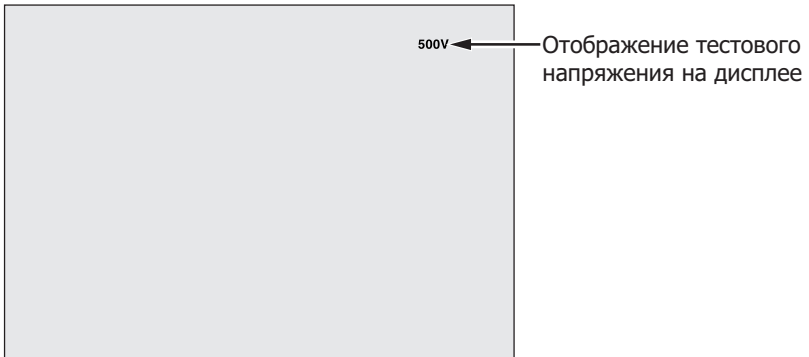 500V
Отображение тестового
напряжения на дисплее